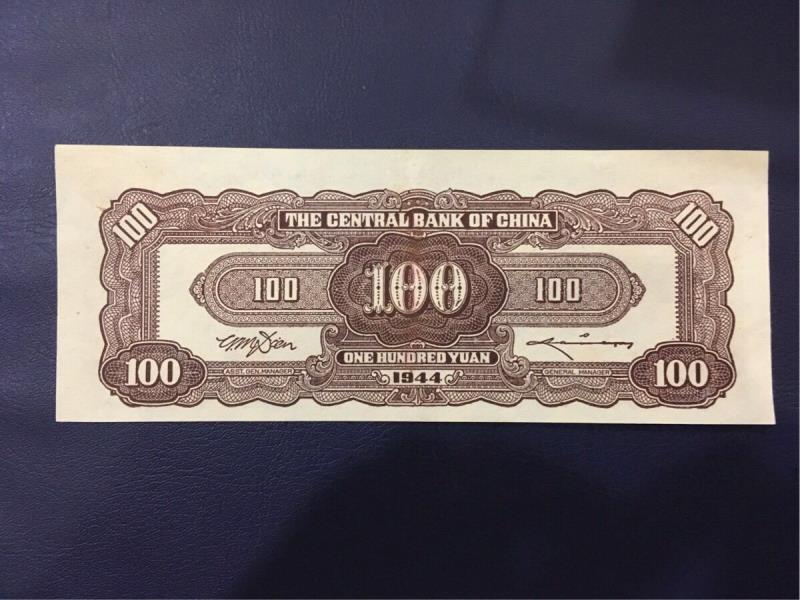 100 THE CENTRAL BANK OF CHINA 100
100 100 100
ONE HUNDRED YUAN
100 ASST. GEN. MANAGER 1944 GENERAL MANAGER 100